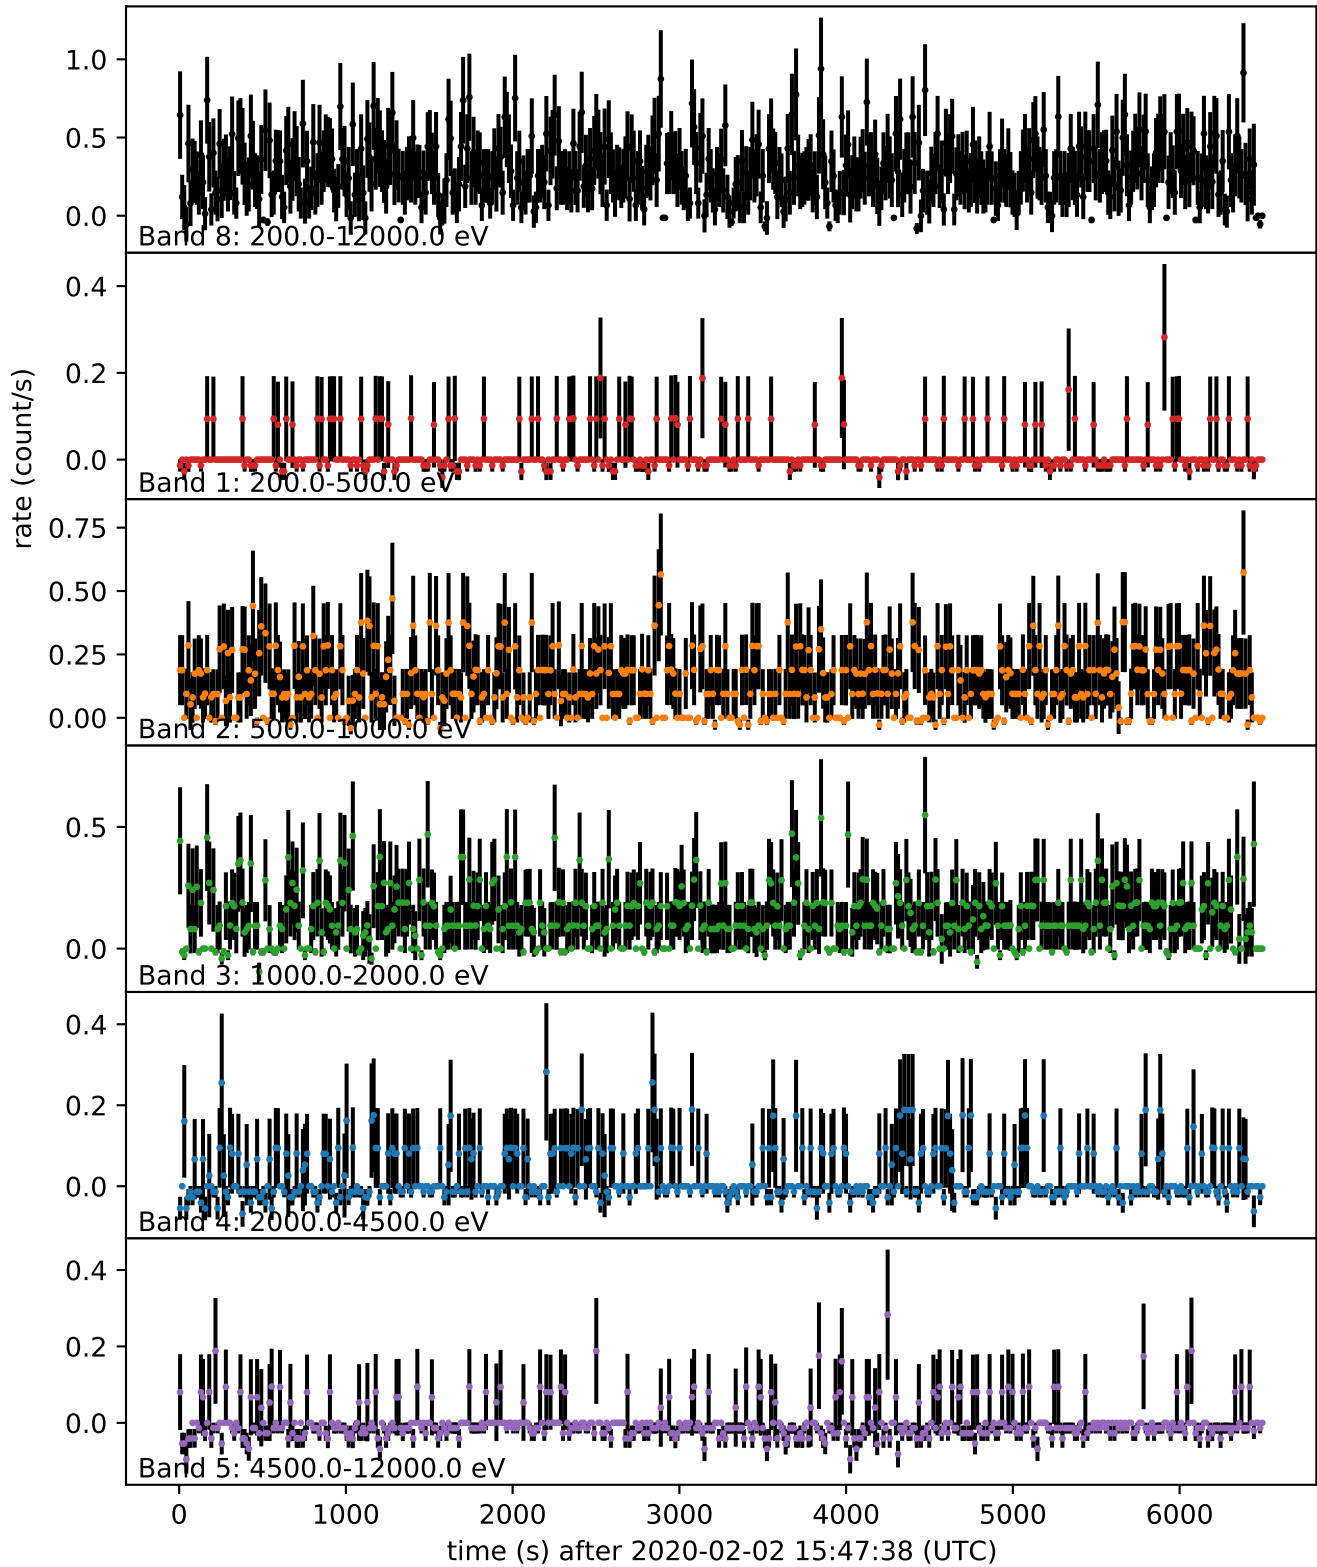 1.0
0.5
0.0
Band 8: 200.0-12000.0 eV
0.4
0.2
0.0
Band 1: 200.0-500.0 eV
rate (count/s)
0.75
0.50
0.25
0.00
Band 2: 500.0-1000.0 eV
0.5
0.0
Band 3: 1000.0-2000.0 eV
0.4
0.2
0.0
Band 4: 2000.0-4500.0 eV
0.4
0.2
0.0
Band 5: 4500.0-12000.0 eV
0 1000 2000 3000 4000 5000 6000
time (s) after 2020-02-02 15:47:38 (UTC)